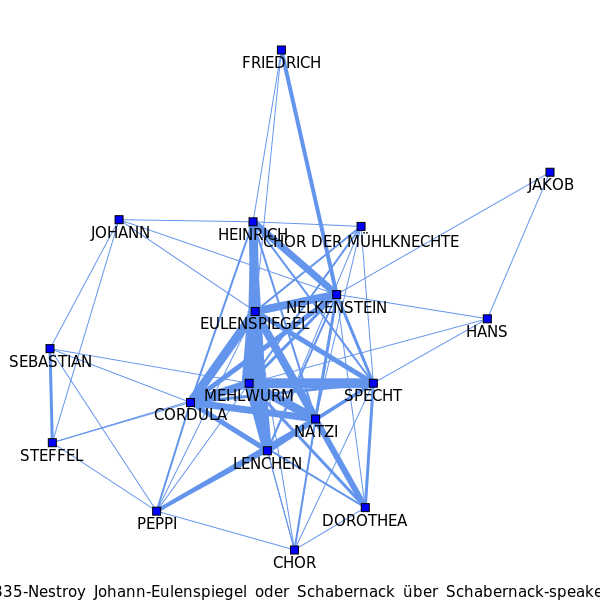 FRIEDRICH
JAKOB
JOHANN
HEINRICH
CHOR DER MÜHLKNECHTE
NELKENSTEIN
EULENSPIEGEL
HANS
SEBASTIAN
MEHLWURM
SPECHT
CORDULA
NATZI
STEFFEL
LENCHEN
PEPPI
DOROTHEA
CHOR
335-Nestroy Johann-Eulenspiegel oder Schabernack über Schabernack-speake